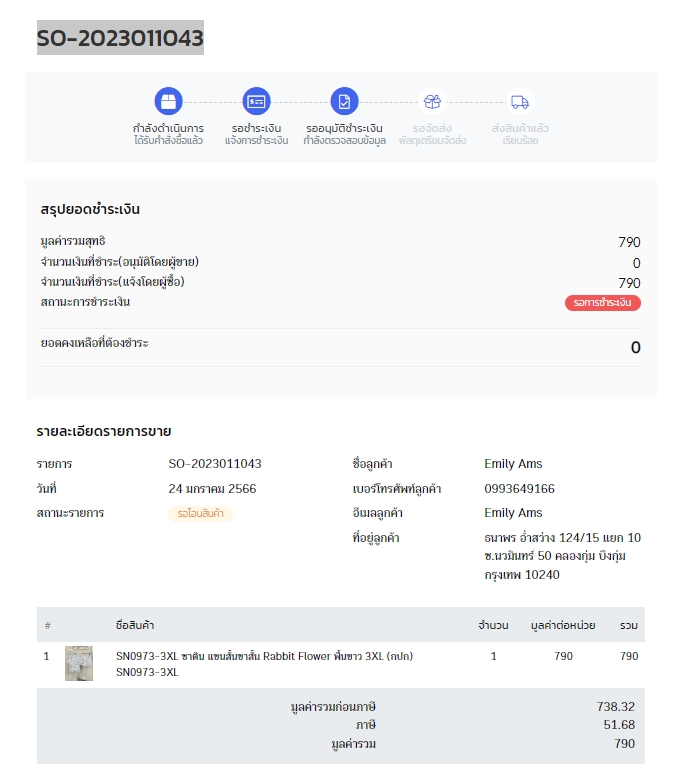 SO-2023011043
กำลังดำเนินการ
ได้รับคำสั่งซื้อแล้ว
รอชำระเงิน
แจ้งการชำระเงิน
รออนุมัติชำระเงิน
กำลังตรวจสอบข้อมูล
รอจัดส่ง
พัสดุเตรียมจัดส่ง
ส่งสินค้าแล้ว
เรียบร้อย
สรุปยอดชำระเงิน
มูลค่ารวมสุทธิ 790
จำนวนเงินที่ชำระ(อนุมัติโดยผู้ขาย) 0
จำนวนเงินที่ชำระ(แจ้งโดยผู้ซื้อ) 790
สถานะการชำระเงิน รอการชำระเงิน
ยอดคงเหลือที่ต้องชำระ 0
รายละเอียดรายการขาย
รายการ SO-2023011043
วันที่ 24 มกราคม 2566
สถานะรายการ รอโอนสินค้า
ชื่อลูกค้า Emily Ams
เบอร์โทรศัพท์ลูกค้า 0993649166
อีเมลลูกค้า Emily Ams
ที่อยู่ลูกค้า ธนาพร อ่ำสว่าง 124/15 แยก 10
ซ.นวมินทร์ 50 คลองกุ่ม บึงกุ่ม
กรุงเทพ 10240
# ชื่อสินค้า จำนวน มูลค่าต่อหน่วย รวม
1 SN0973-3XL ซาติน แขนสั้นขาสั้น Rabbit Flower พื้นขาว 3XL (กปก) 1 790 790
SN0973-3XL
มูลค่ารวมก่อนภาษี 738.32
ภาษี 51.68
มูลค่ารวม 790